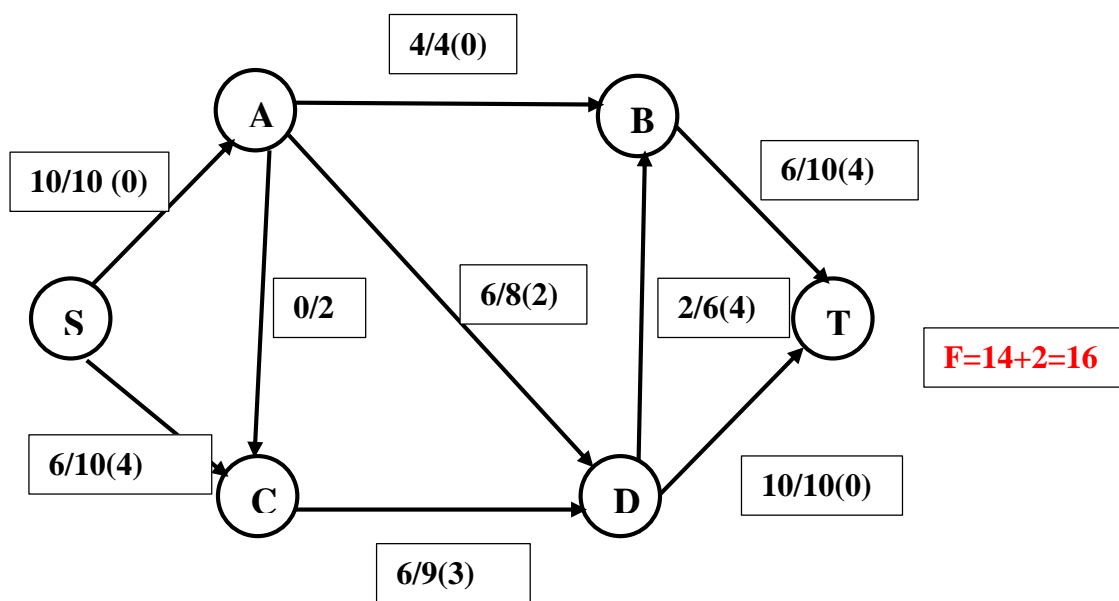 4/4(0)
A
B
10/10 (0)
6/10(4)
S
0/2
6/8(2)
2/6(4)
T
F=14+2=16
6/10(4)
C
D
10/10(0)
6/9(3)